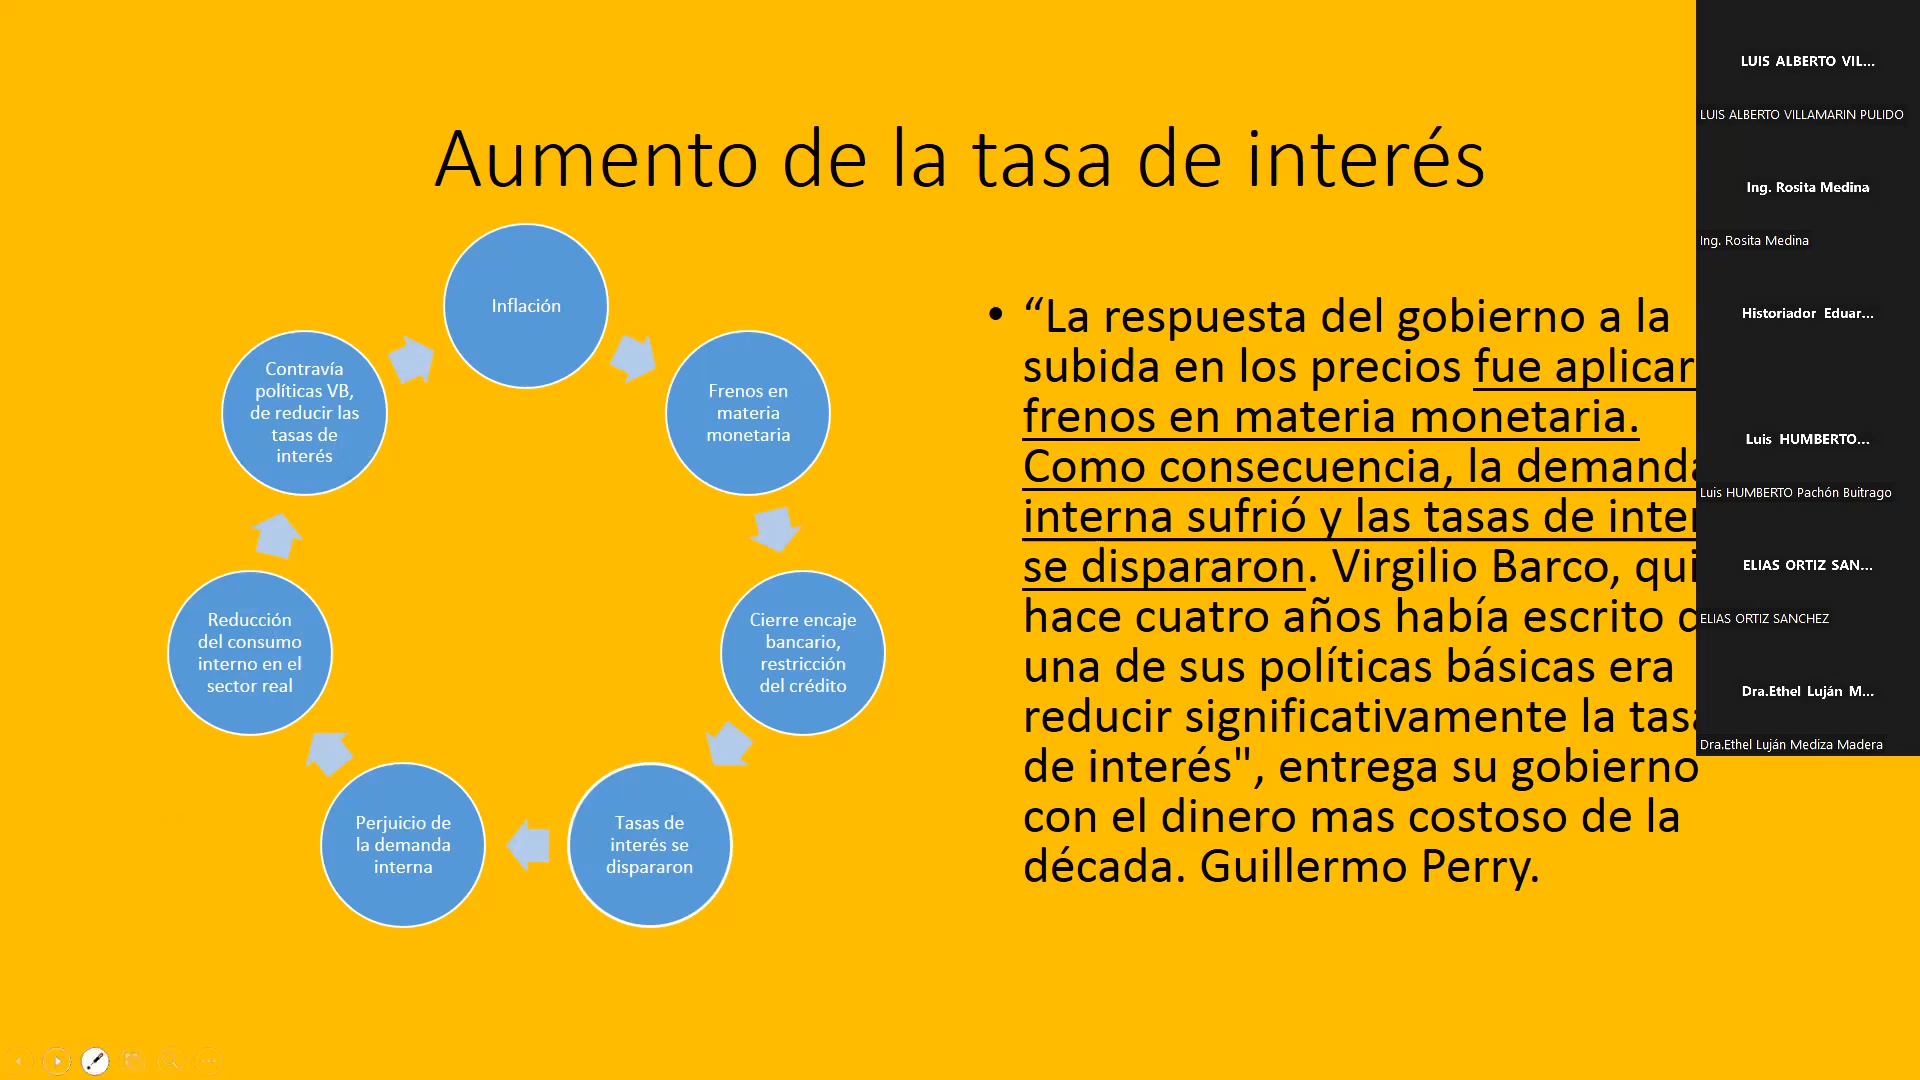 Aumento de la tasa de interés
Inflación
Frenos en
materia
monetaria
Cierre encaje
bancario,
restricción
del crédito
Tasas de
interés se
dispararon
Perjuicio de
la demanda
interna
Reducción
del consumo
interno en el
sector real
Contravía
políticas VB,
de reducir las
tasas de
interés
• “La respuesta del gobierno a la
subida en los precios fue aplicar
frenos en materia monetaria.
Como consecuencia, la demanda
interna sufrió y las tasas de
se dispararon. Virgilio Barco,
hace cuatro años había escrito
una de sus políticas básicas era
reducir significativamente la tasa
de interés", entrega su gobierno
con el dinero mas costoso de la
década. Guillermo Perry.
LUIS ALBERTO VIL...
LUIS ALBERTO VILLAMARIN PULIDO
Ing. Rosita Medina
Ing. Rosita Medina
Historiador Eduar...
Luis HUMBERTO...
Luis HUMBERTO Pachón Buitrago
ELIAS ORTIZ SAN...
ELIAS ORTIZ SANCHEZ
Dra.Ethel Luján M...
Dra.Ethel Luján Mediza Madera